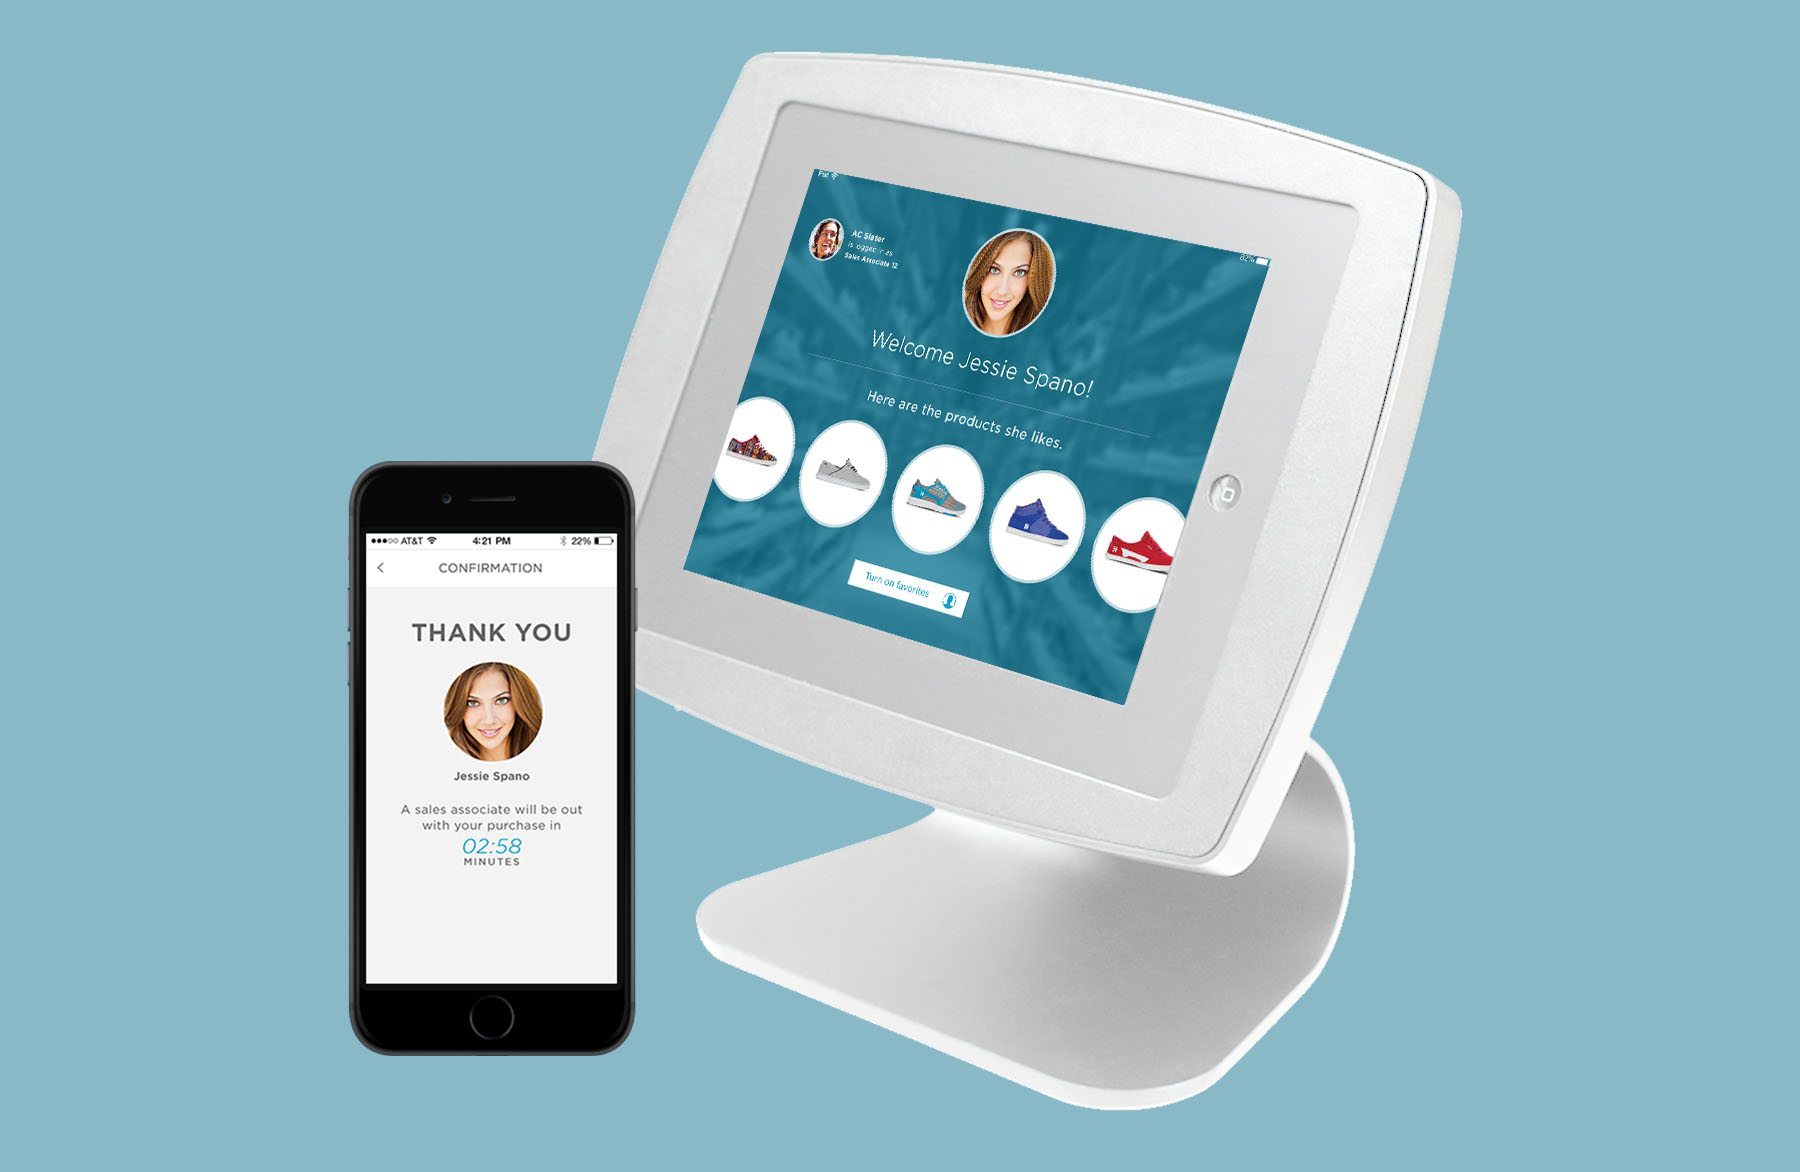 AT&T
4:21 PM
22%
CONFIRMATION
THANK YOU
Jessie Spano
A sales associate will be out
with your purchase in
02:58
MINUTES
AC Slater
is logged in as
Sales Associate 12
Welcome Jessie Spano!
Here are the products she likes.
Turn on favorites